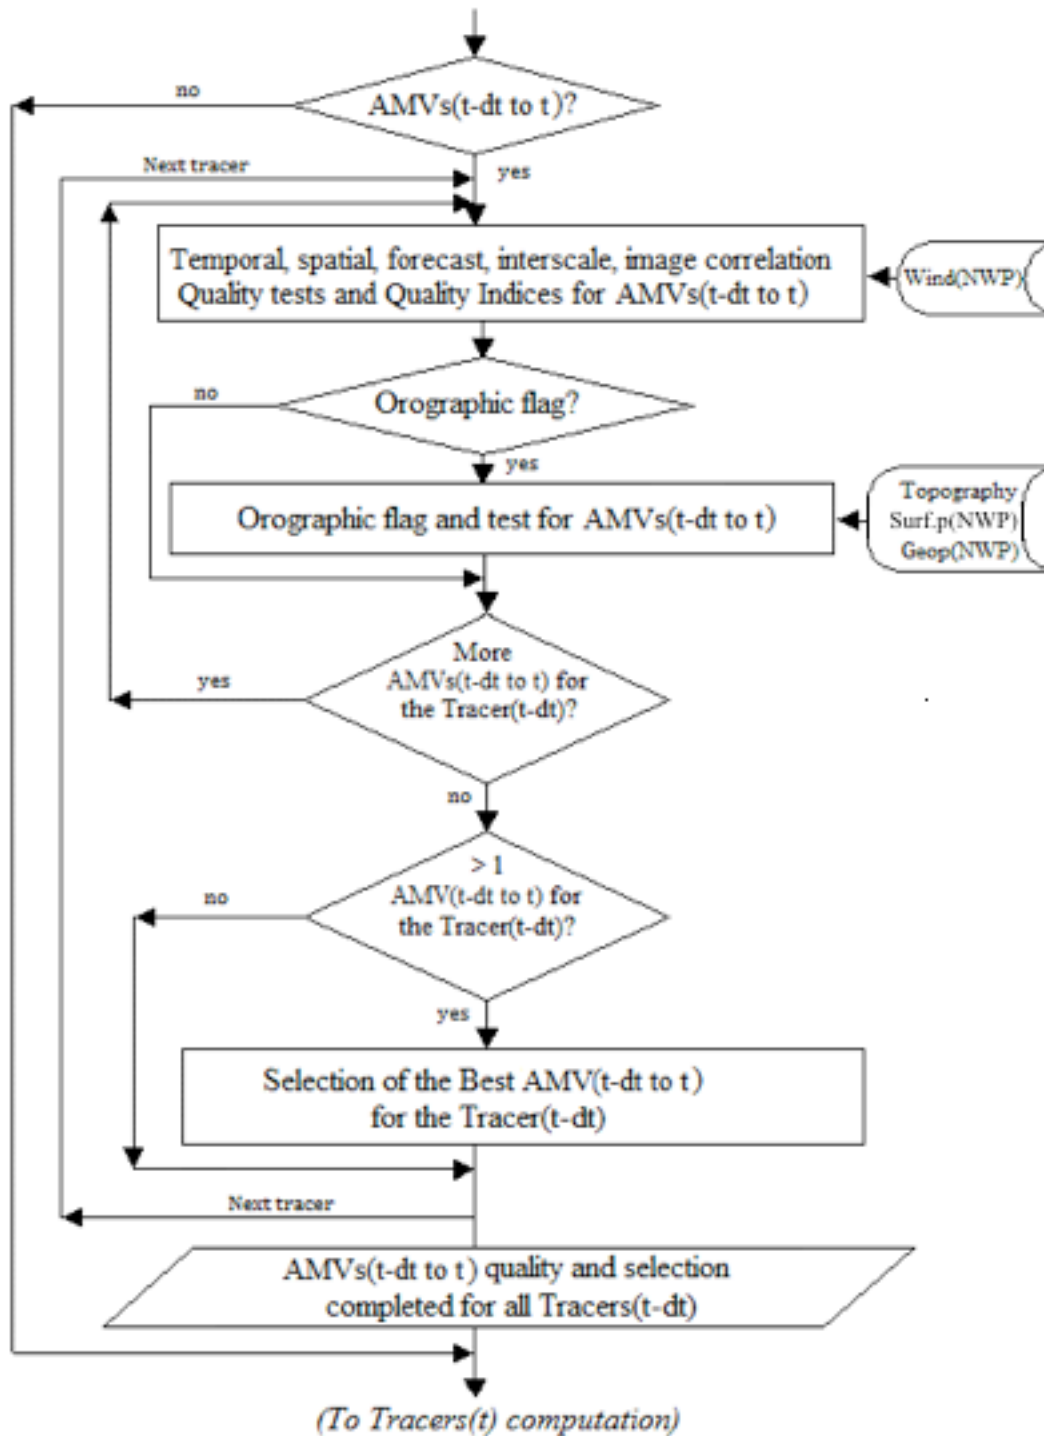 no
AMVs(t-dt to t)?
Next tracer
yes
Temporal, spatial, forecast, interscale, image correlation
Quality tests and Quality Indices for AMVs(t-dt to t)
Wind(NWP)
no
Orographic flag?
yes
Orographic flag and test for AMVs(t-dt to t)
Topography
Surf.p(NWP)
Geop(NWP)
More
AMVs(t-dt to t) for
the Tracer(t-dt)?
yes
no
> 1
AMV(t-dt to t) for
the Tracer(t-dt)?
no
yes
Selection of the Best AMV(t-dt to t)
for the Tracer(t-dt)
Next tracer
AMVs(t-dt to t) quality and selection
completed for all Tracers(t-dt)
(To Tracers(t) computation)